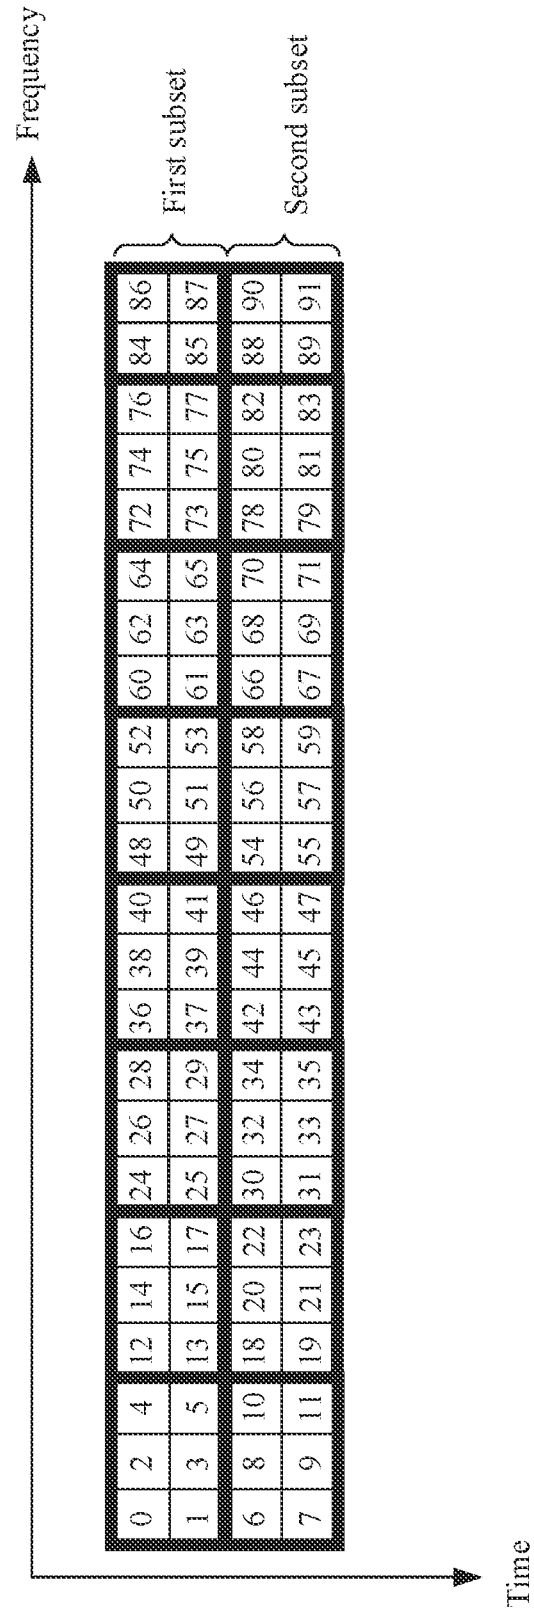 Frequency
First subset
Second subset
0 2 4 12 14 16 24 26 28 36 38 40 48 50 52 60 62 64 72 74 76 84 86
1 3 5 13 15 17 25 27 29 37 39 41 49 51 53 61 63 65 73 75 77 85 87
6 8 10 18 20 22 30 32 34 42 44 46 54 56 58 66 68 70 78 80 82 88 90
7 9 11 19 21 23 31 33 35 43 45 47 55 57 59 67 69 71 79 81 83 89 91
Time